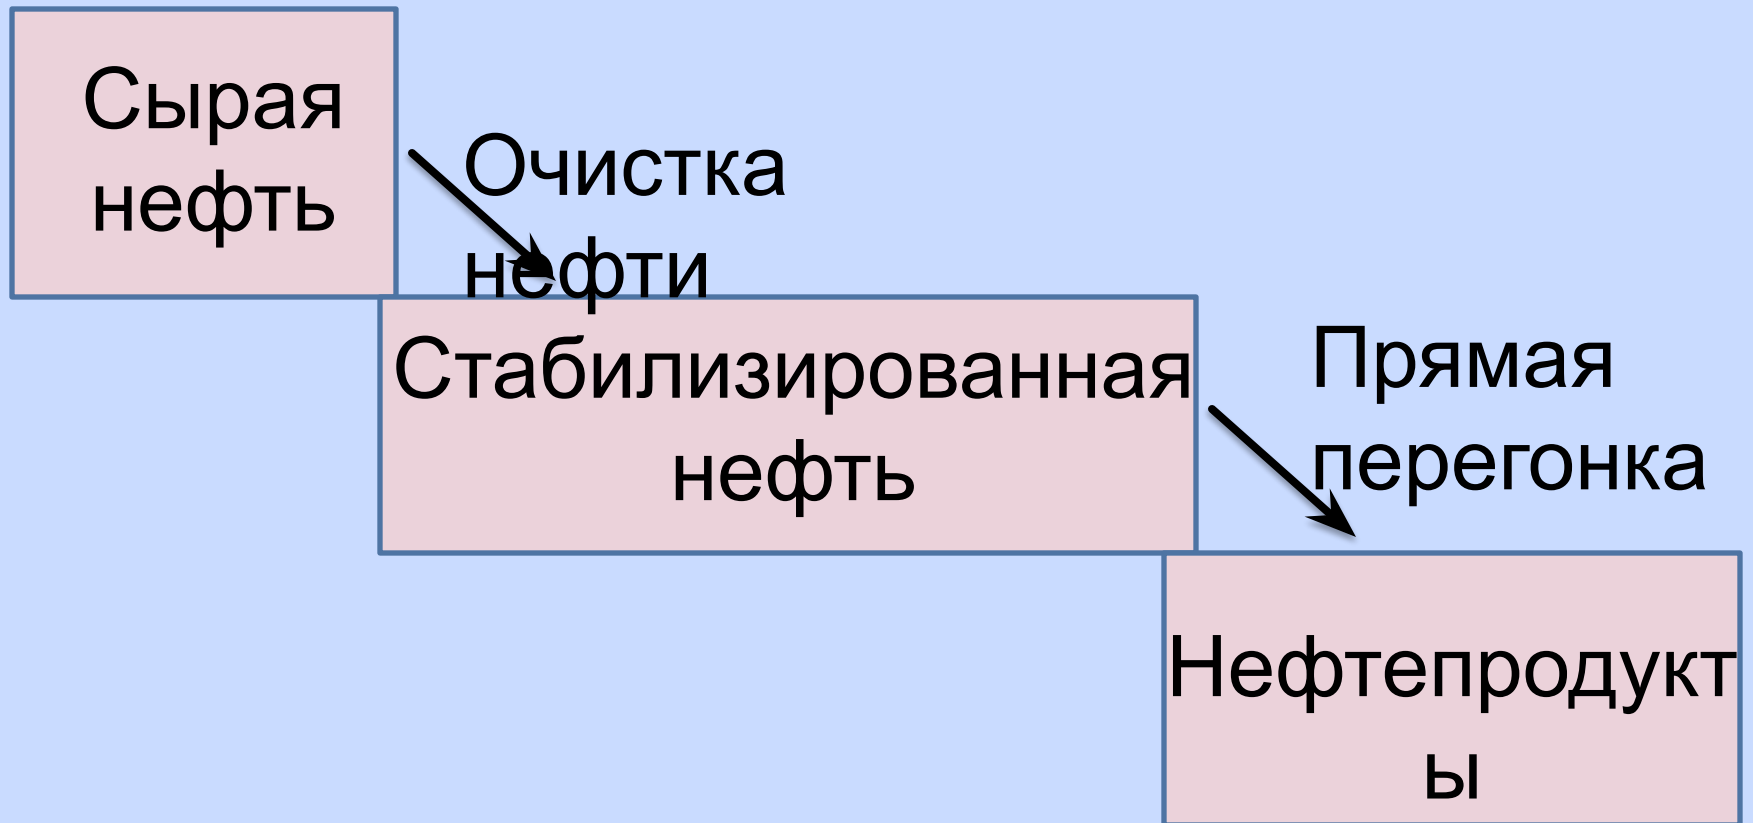 Сырая
нефть
Очистка
нефти
Стабилизированная
нефть
Прямая
перегонка
Нефтепродукт
ы